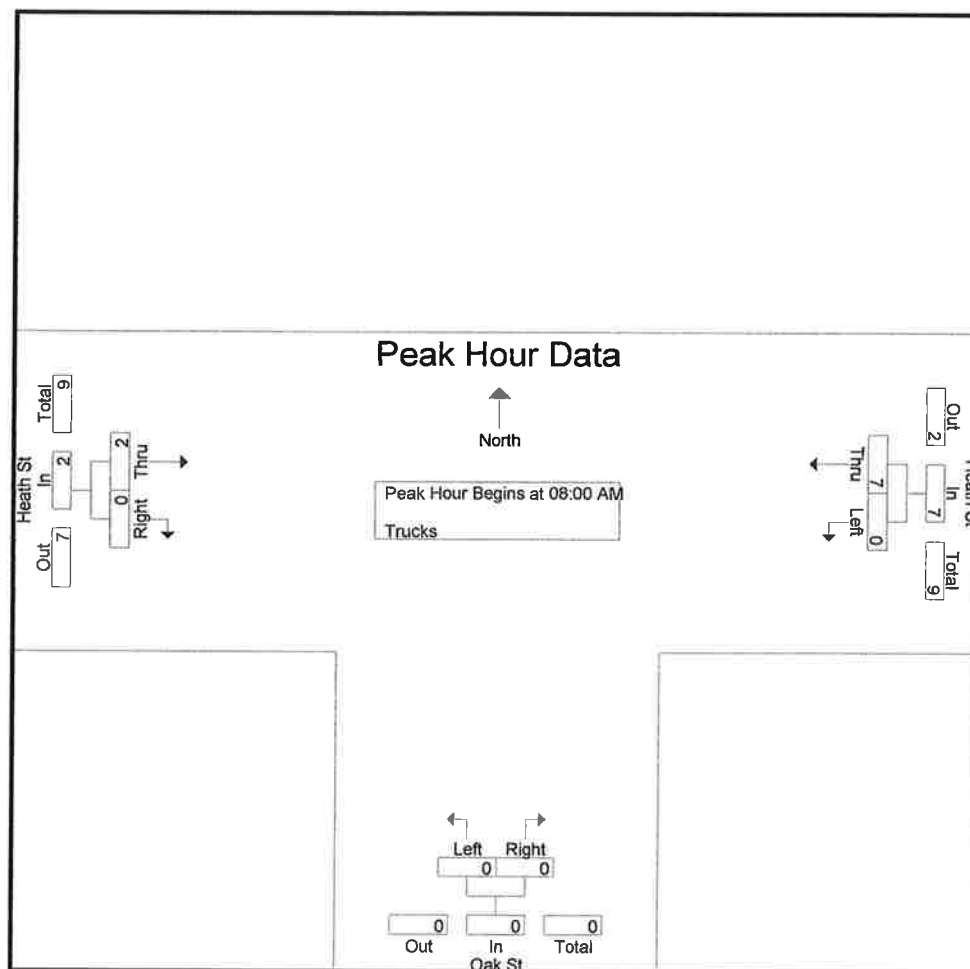 Peak Hour Data
North
Peak Hour Begins at 08:00 AM
Trucks
Heath St
Total
9
In
2
Out
7
Thru
2
Right
0
Out
2
In
7
Total
9
Thru
7
Left
0
Left
Right
0
0
0
0
0
Out
In
Total
Oak St